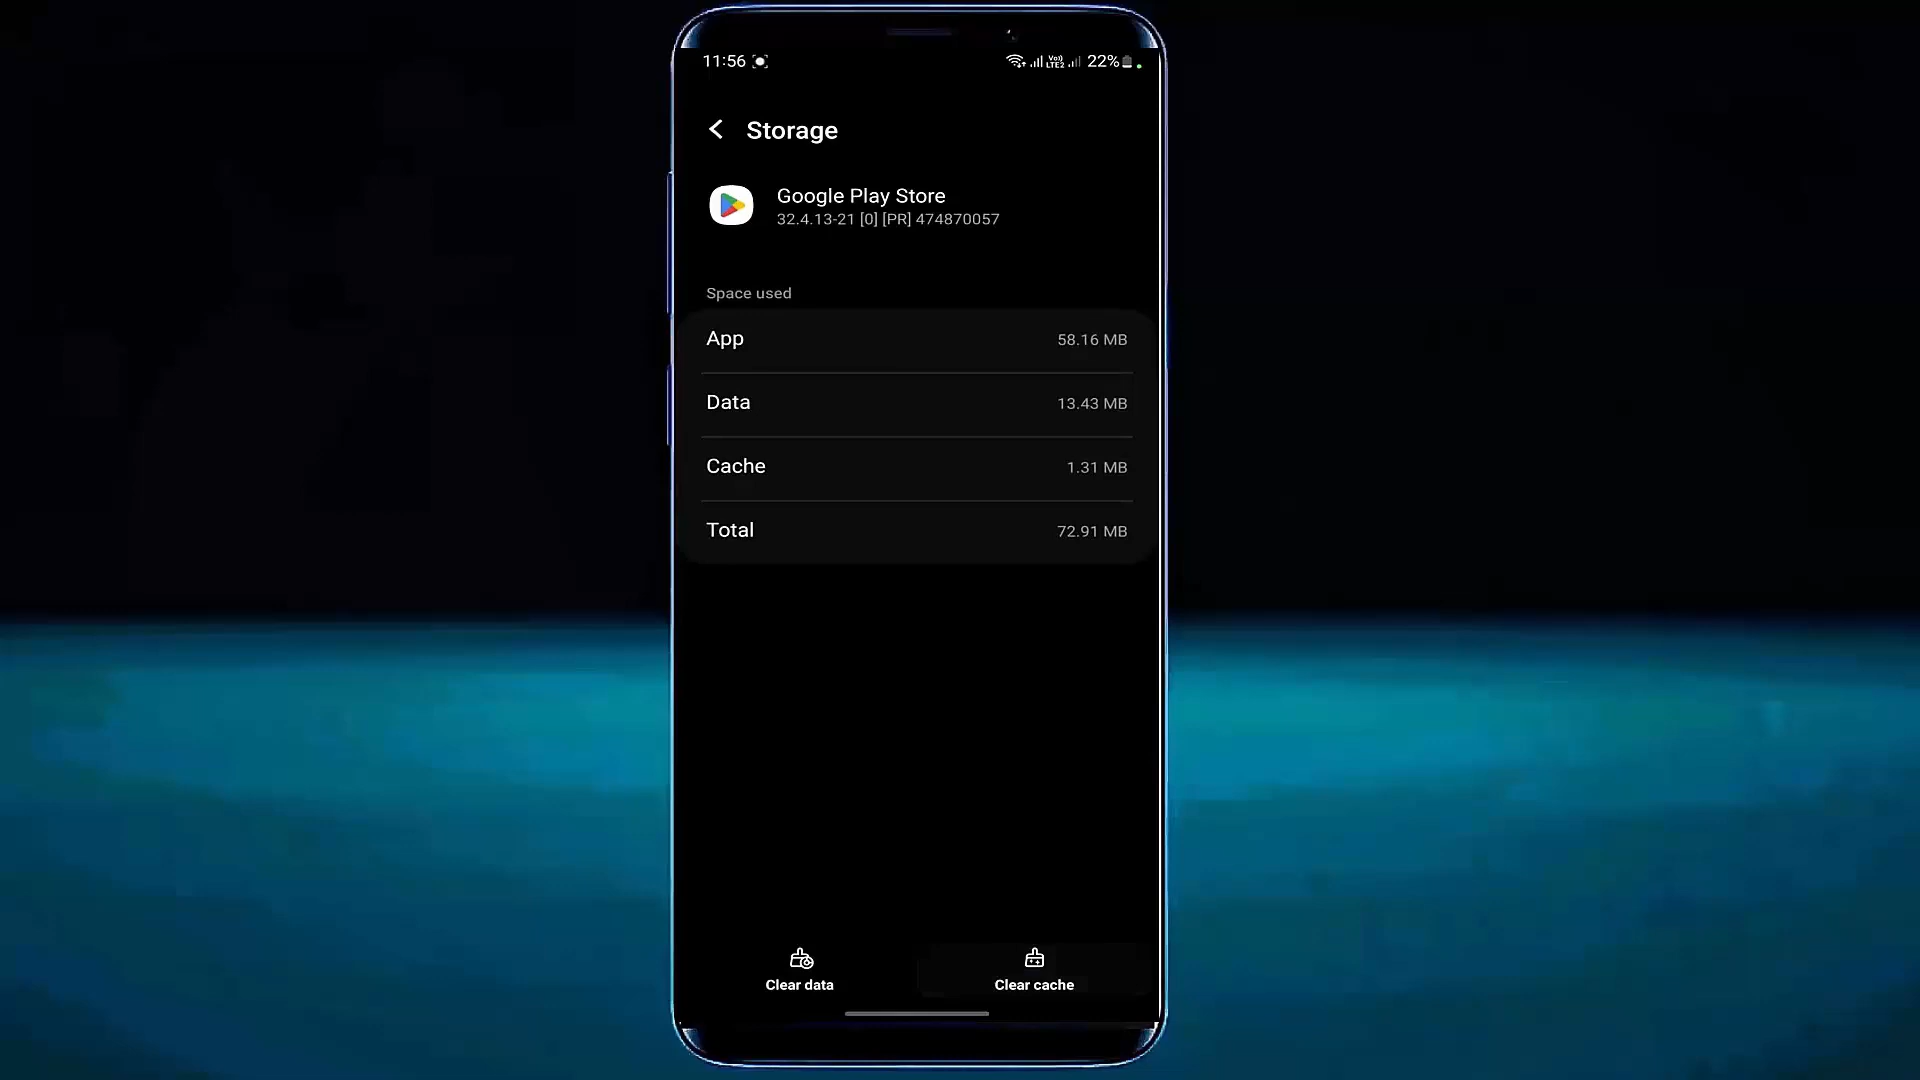 11:56 VoLTE2 22%
Storage
Google Play Store
32.4.13-21 [0] [PR] 474870057
Space used
App 58.16 MB
Data 13.43 MB
Cache 1.31 MB
Total 72.91 MB
Clear data Clear cache